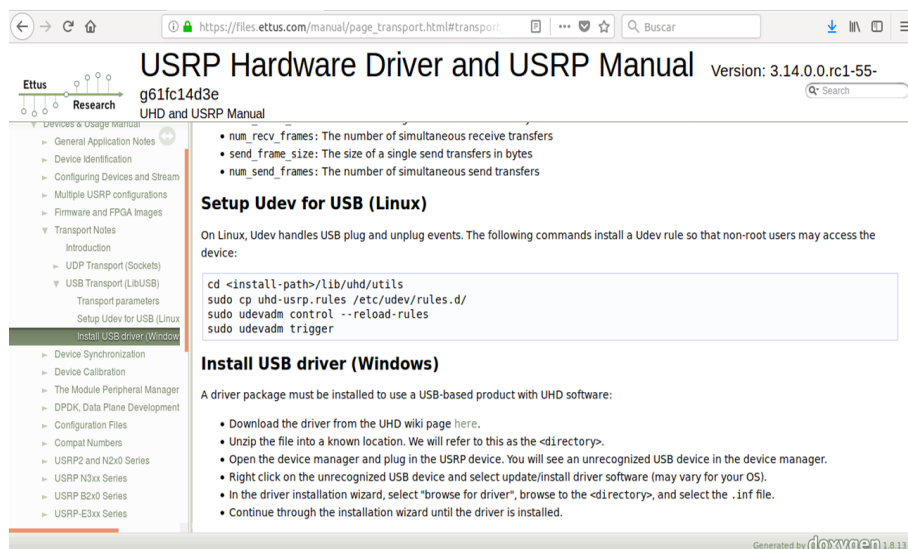 https://files.ettus.com/manual/page_transport.html#transport
Buscar
Ettus
Research
USRP Hardware Driver and USRP Manual Version: 3.14.0.0.rc1-55-
g61fc14d3e
UHD and USRP Manual
Search
Devices & Usage Manual
General Application Notes
Device Identification
Configuring Devices and Stream
Multiple USRP configurations
Firmware and FPGA Images
Transport Notes
Introduction
UDP Transport (Sockets)
USB Transport (LibUSB)
Transport parameters
Setup Udev for USB (Linux
Install USB driver (Window
Device Synchronization
Device Calibration
The Module Peripheral Manager
DPDK, Data Plane Development
Configuration Files
Compat Numbers
USRP2 and N2x0 Series
USRP N3xx Series
USRP B2x0 Series
USRP-E3xx Series
• num_recv_frames: The number of simultaneous receive transfers
• send_frame_size: The size of a single send transfers in bytes
• num_send_frames: The number of simultaneous send transfers
Setup Udev for USB (Linux)
On Linux, Udev handles USB plug and unplug events. The following commands install a Udev rule so that non-root users may access the
device:
cd <install-path>/lib/uhd/utils
sudo cp uhd-usrp.rules /etc/udev/rules.d/
sudo udevadm control --reload-rules
sudo udevadm trigger
Install USB driver (Windows)
A driver package must be installed to use a USB-based product with UHD software:
• Download the driver from the UHD wiki page here.
• Unzip the file into a known location. We will refer to this as the <directory>.
• Open the device manager and plug in the USRP device. You will see an unrecognized USB device in the device manager.
• Right click on the unrecognized USB device and select update/install driver software (may vary for your OS).
• In the driver installation wizard, select "browse for driver", browse to the <directory>, and select the .inf file.
• Continue through the installation wizard until the driver is installed.
Generated by doxygen 1.8.13